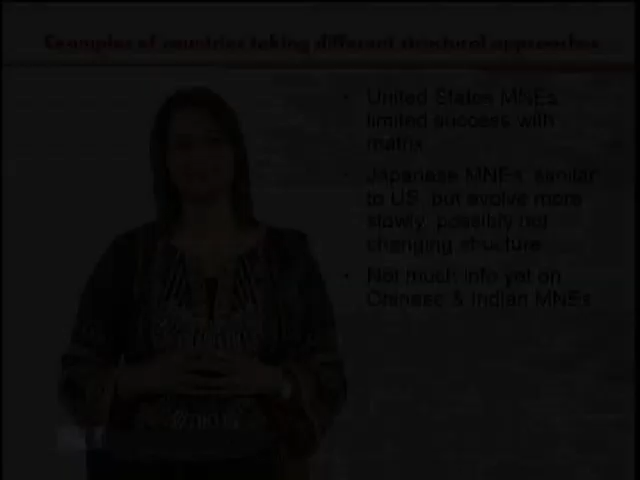 Examples of countries taking different structural approaches
• United States MNEs:
limited success with
matrix
• Japanese MNEs: similar
to US, but evolve more
slowly, possibly not
changing structure
• Not much info yet on
Chinese & Indian MNEs